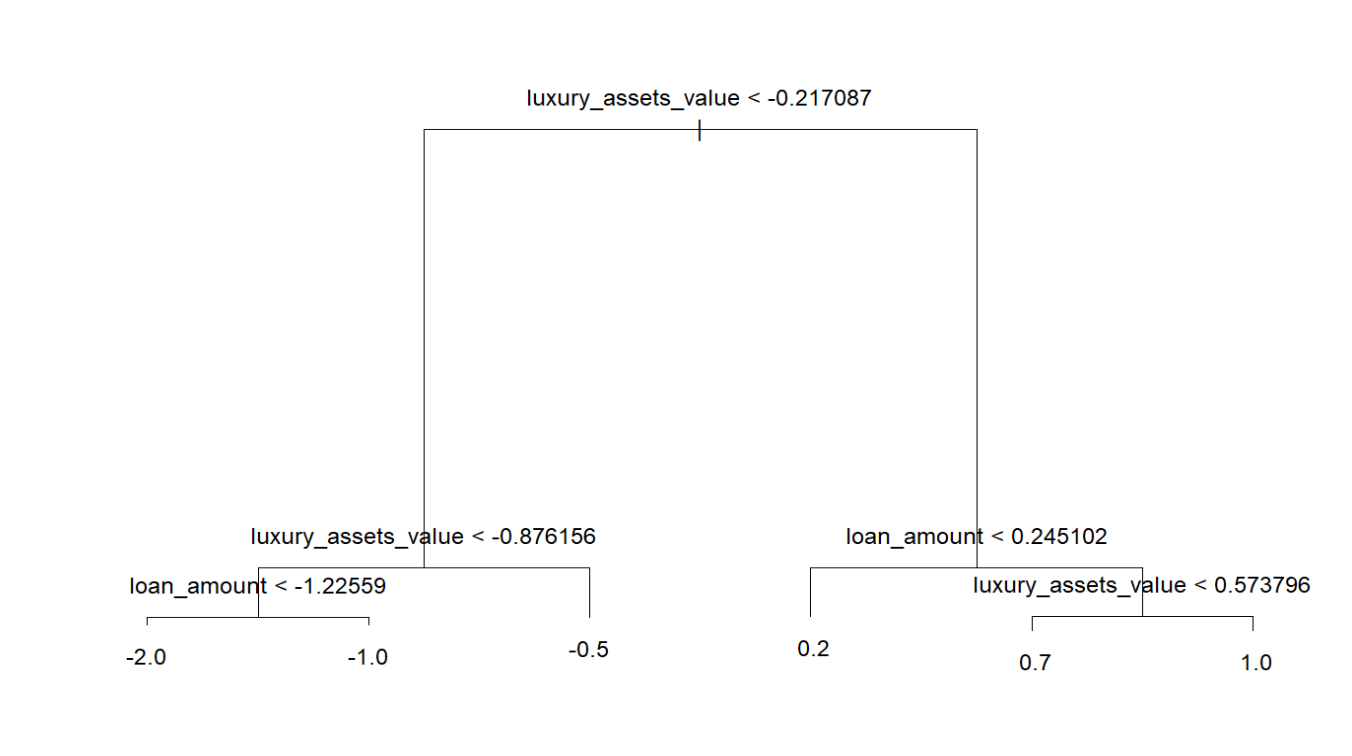 luxury_assets_value < -0.217087
luxury_assets_value < -0.876156
loan_amount < 0.245102
loan_amount < -1.22559
luxury_assets_value < 0.573796
-2.0
-1.0
-0.5
0.2
0.7
1.0